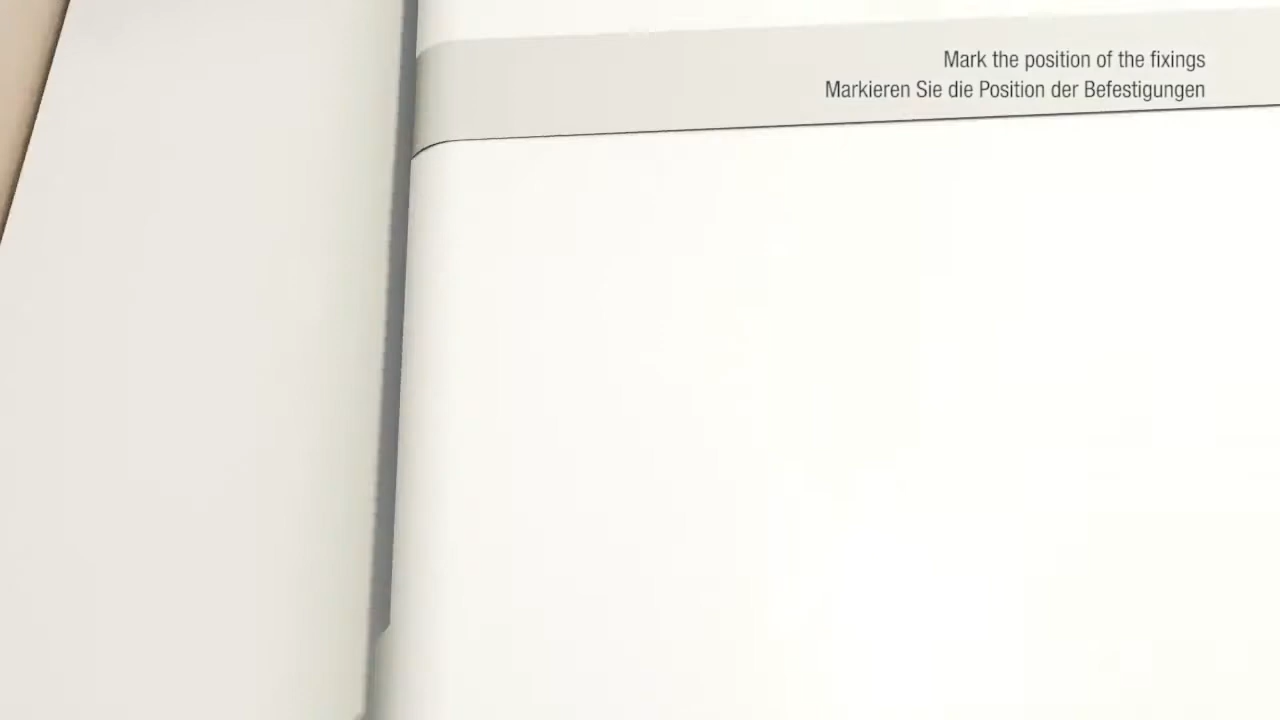 Mark the position of the fixings
Markieren Sie die Position der Befestigungen